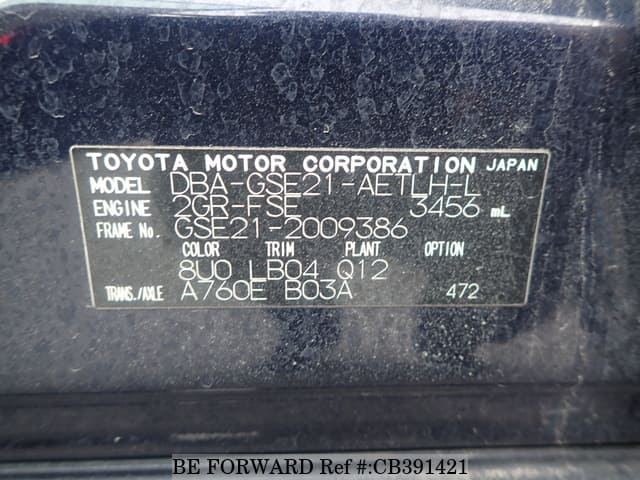 TOYOTA MOTOR CORPORATION JAPAN
MODEL DBA-GSE21-AETLH-L
ENGINE 2GR-FSE 3456 mL
FRAME No. GSE21-2009386
COLOR TRIM PLANT OPTION
8U0 LB04 Q12
TRANS./AXLE A760E B03A 472
BE FORWARD Ref #:CB391421